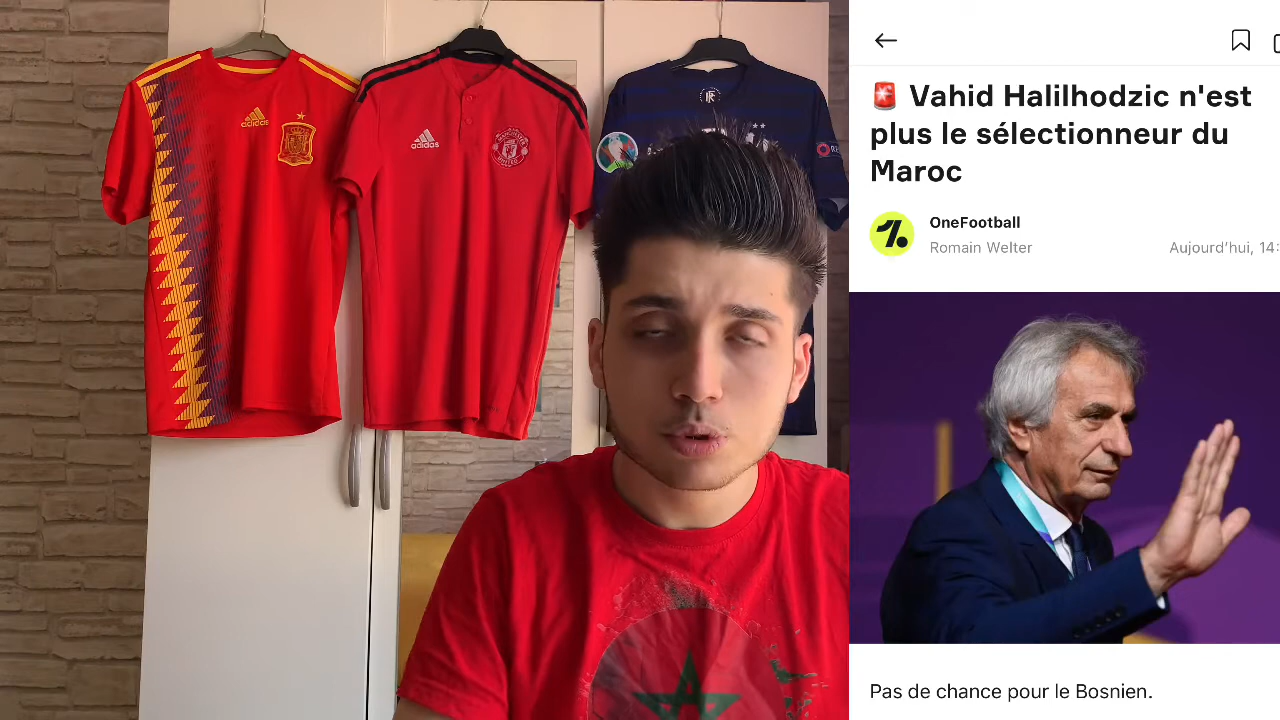 adidas
adidas
🚨 Vahid Halilhodzic n'est
plus le sélectionneur du
Maroc
OneFootball
Romain Welter
Aujourd'hui, 14:
Pas de chance pour le Bosnien.